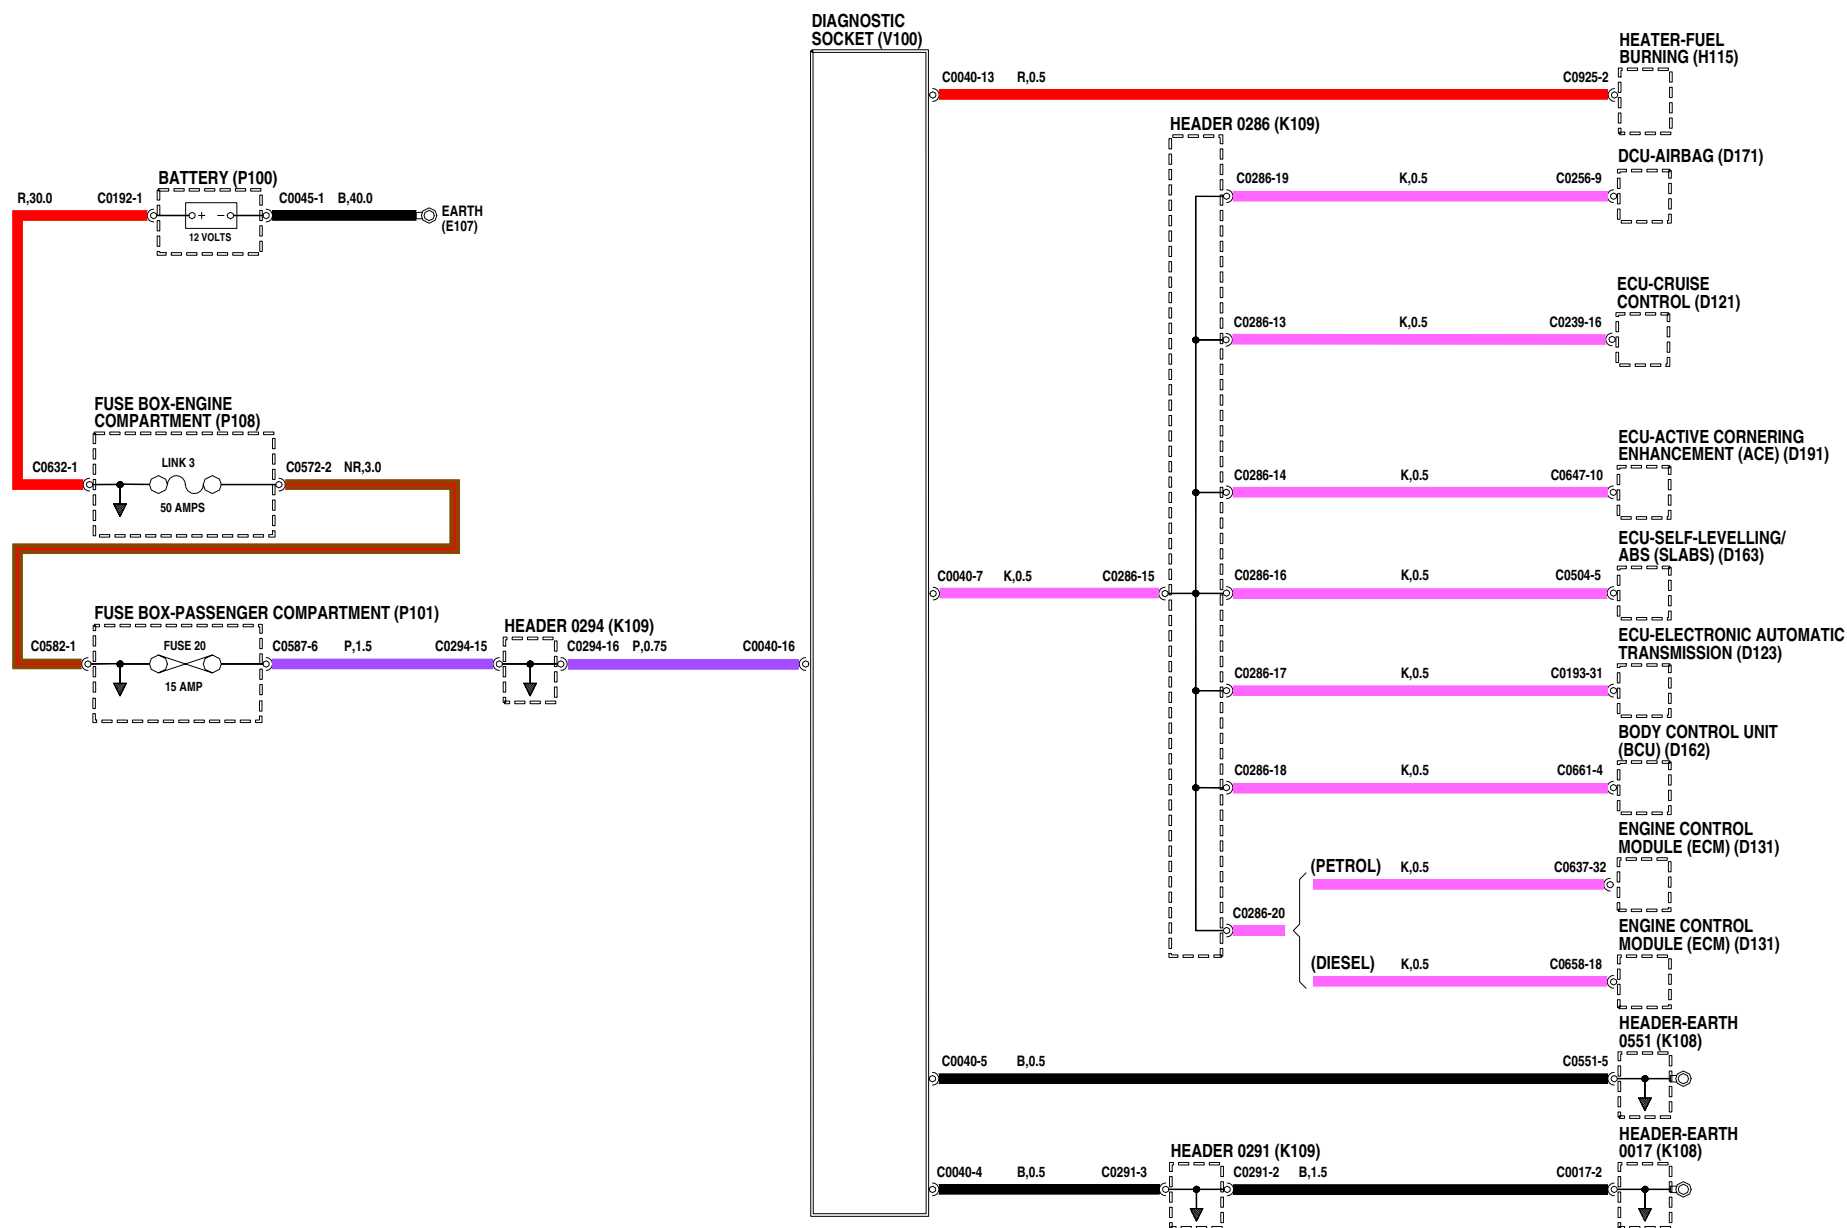 DIAGNOSTIC
SOCKET (V100)
BATTERY (P100)
R,30.0
C0192-1
C0045-1
B,40.0
+ −
12 VOLTS
EARTH
(E107)
FUSE BOX-ENGINE
COMPARTMENT (P108)
C0632-1
LINK 3
50 AMPS
C0572-2
NR,3.0
FUSE BOX-PASSENGER COMPARTMENT (P101)
C0582-1
FUSE 20
15 AMP
C0587-6
P,1.5
C0294-15
HEADER 0294 (K109)
C0294-16
P,0.75
C0040-16
C0040-13
R,0.5
C0925-2
HEATER-FUEL
BURNING (H115)
HEADER 0286 (K109)
C0286-19
K,0.5
C0256-9
DCU-AIRBAG (D171)
C0286-13
K,0.5
C0239-16
ECU-CRUISE
CONTROL (D121)
C0286-14
K,0.5
C0647-10
ECU-ACTIVE CORNERING
ENHANCEMENT (ACE) (D191)
C0040-7
K,0.5
C0286-15
C0286-16
K,0.5
C0504-5
ECU-SELF-LEVELLING/
ABS (SLABS) (D163)
C0286-17
K,0.5
C0193-31
ECU-ELECTRONIC AUTOMATIC
TRANSMISSION (D123)
C0286-18
K,0.5
C0661-4
BODY CONTROL UNIT
(BCU) (D162)
C0286-20
(PETROL)
K,0.5
C0637-32
ENGINE CONTROL
MODULE (ECM) (D131)
(DIESEL)
K,0.5
C0658-18
ENGINE CONTROL
MODULE (ECM) (D131)
C0040-5
B,0.5
C0551-5
HEADER-EARTH
0551 (K108)
C0040-4
B,0.5
C0291-3
HEADER 0291 (K109)
C0291-2
B,1.5
C0017-2
HEADER-EARTH
0017 (K108)